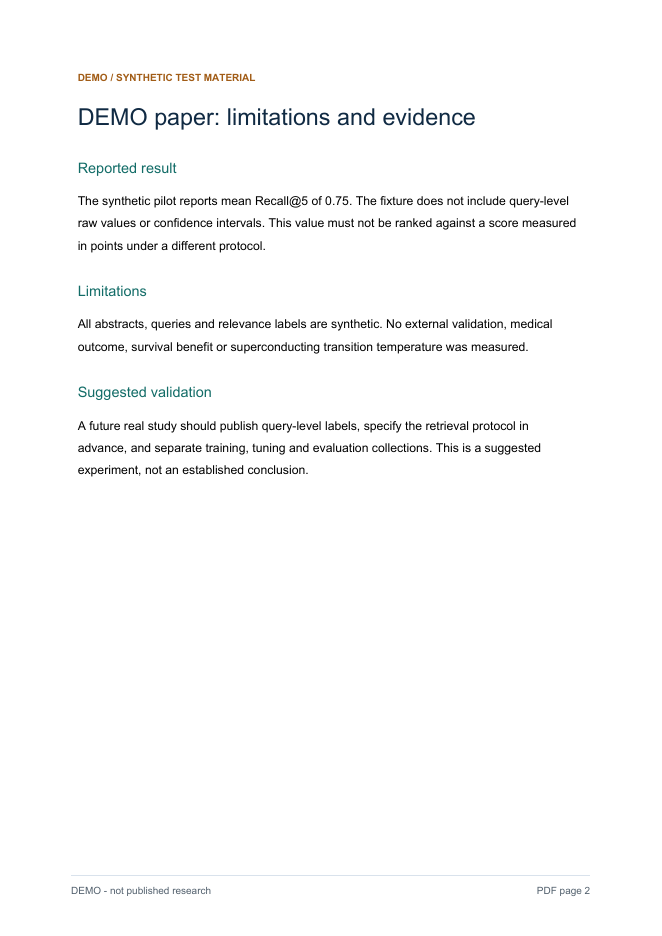 DEMO / SYNTHETIC TEST MATERIAL
DEMO paper: limitations and evidence
Reported result
The synthetic pilot reports mean Recall@5 of 0.75. The fixture does not include query-level
raw values or confidence intervals. This value must not be ranked against a score measured
in points under a different protocol.
Limitations
All abstracts, queries and relevance labels are synthetic. No external validation, medical
outcome, survival benefit or superconducting transition temperature was measured.
Suggested validation
A future real study should publish query-level labels, specify the retrieval protocol in
advance, and separate training, tuning and evaluation collections. This is a suggested
experiment, not an established conclusion.
DEMO - not published research
PDF page 2